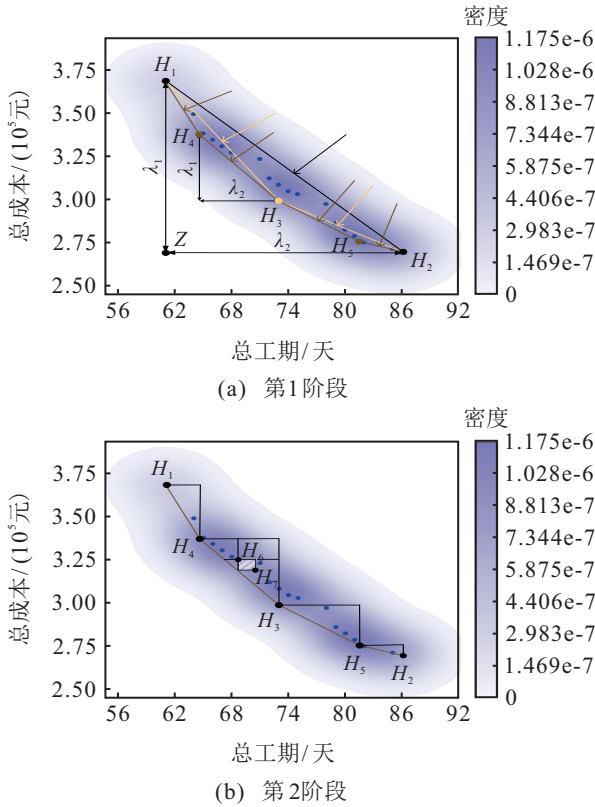 密度
1.175e-6
1.028e-6
8.813e-7
7.344e-7
5.875e-7
4.406e-7
2.983e-7
1.469e-7
0
总成本/(10⁵元)
3.75
3.50
3.25
3.00
2.75
2.50
H₁
H₄
λ₁
λ₁
λ₂
H₃
Z
λ₂
H₅
H₂
56 62 68 74 80 86 92
总工期/天
(a) 第1阶段
密度
1.175e-6
1.028e-6
8.813e-7
7.344e-7
5.875e-7
4.406e-7
2.983e-7
1.469e-7
0
总成本/(10⁵元)
3.75
3.50
3.25
3.00
2.75
2.50
H₁
H₄
H₆
H₇
H₃
H₅
H₂
56 62 68 74 80 86 92
总工期/天
(b) 第2阶段